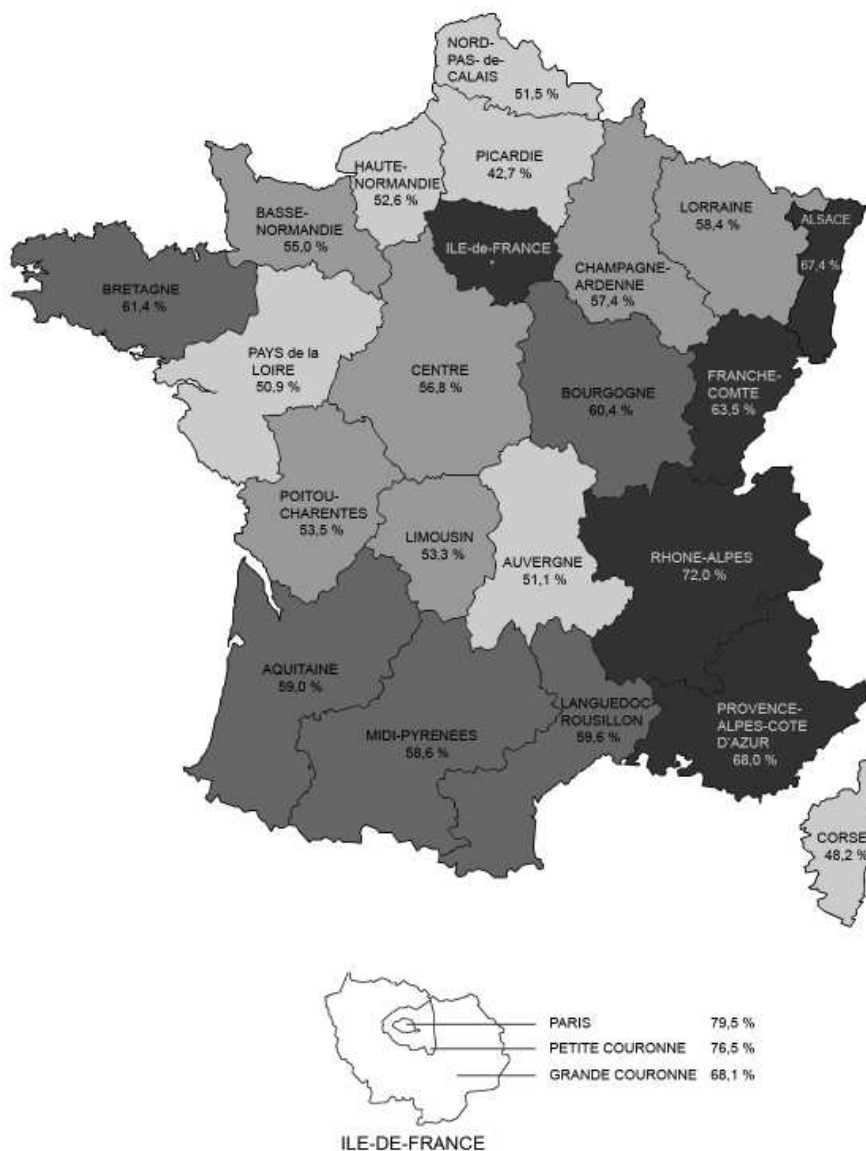 NORD-
PAS- de-
CALAIS
51,5 %
PICARDIE
42,7 %
HAUTE-
NORMANDIE
52,6 %
BASSE-
NORMANDIE
55,0 %
ILE-de-FRANCE
*
LORRAINE
58,4 %
ALSACE
67,4 %
CHAMPAGNE-
ARDENNE
57,4 %
BRETAGNE
61,4 %
PAYS de la
LOIRE
50,9 %
CENTRE
56,8 %
BOURGOGNE
60,4 %
FRANCHE-
COMTE
63,5 %
POITOU-
CHARENTES
53,5 %
LIMOUSIN
53,3 %
AUVERGNE
51,1 %
RHONE-ALPES
72,0 %
AQUITAINE
59,0 %
MIDI-PYRENEES
58,6 %
LANGUEDOC-
ROUSILLON
59,6 %
PROVENCE-
ALPES-COTE
D'AZUR
68,0 %
CORSE
48,2 %
PARIS 79,5 %
PETITE COURONNE 76,5 %
GRANDE COURONNE 68,1 %
ILE-DE-FRANCE